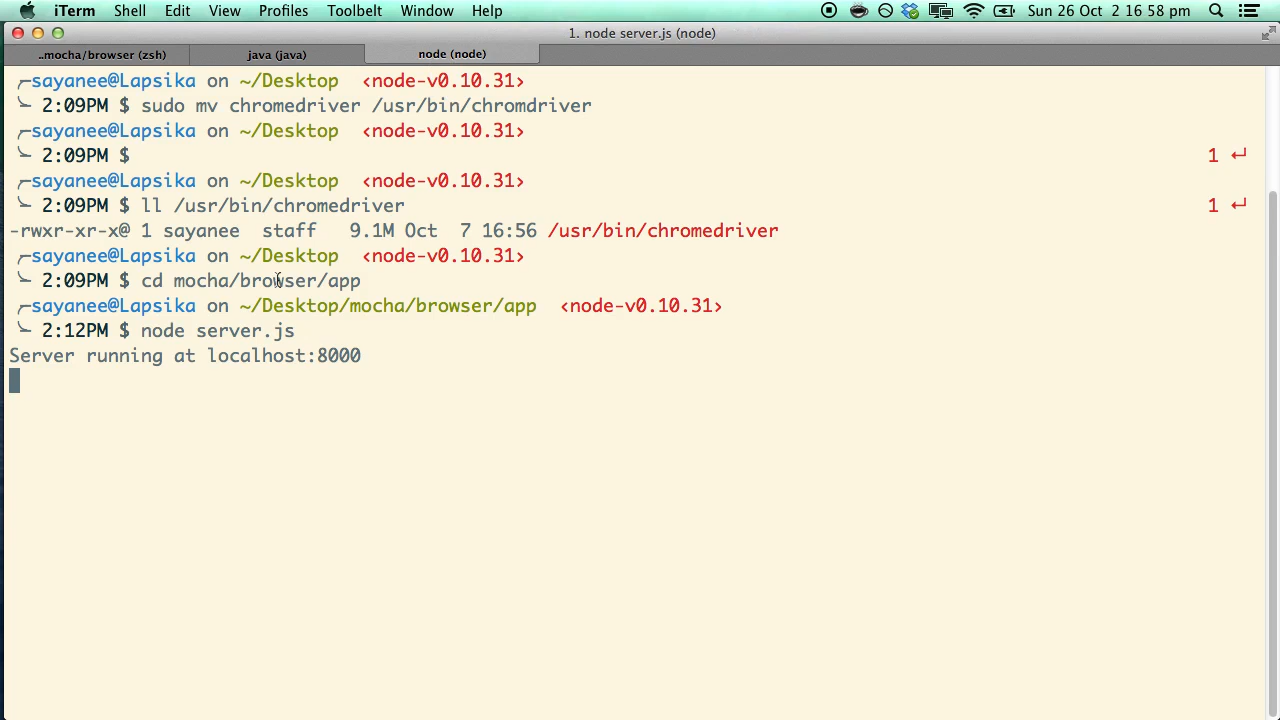 iTerm Shell Edit View Profiles Toolbelt Window Help Sun 26 Oct 2 16 58 pm
1. node server.js (node)
..mocha/browser (zsh) java (java) node (node)
sayanee@Lapsika on ~/Desktop ‹node-v0.10.31›
2:09PM $ sudo mv chromedriver /usr/bin/chromdriver
sayanee@Lapsika on ~/Desktop ‹node-v0.10.31›
2:09PM $ 1 ↵
sayanee@Lapsika on ~/Desktop ‹node-v0.10.31›
2:09PM $ ll /usr/bin/chromedriver 1 ↵
-rwxr-xr-x@ 1 sayanee staff 9.1M Oct 7 16:56 /usr/bin/chromedriver
sayanee@Lapsika on ~/Desktop ‹node-v0.10.31›
2:09PM $ cd mocha/browser/app
sayanee@Lapsika on ~/Desktop/mocha/browser/app ‹node-v0.10.31›
2:12PM $ node server.js
Server running at localhost:8000